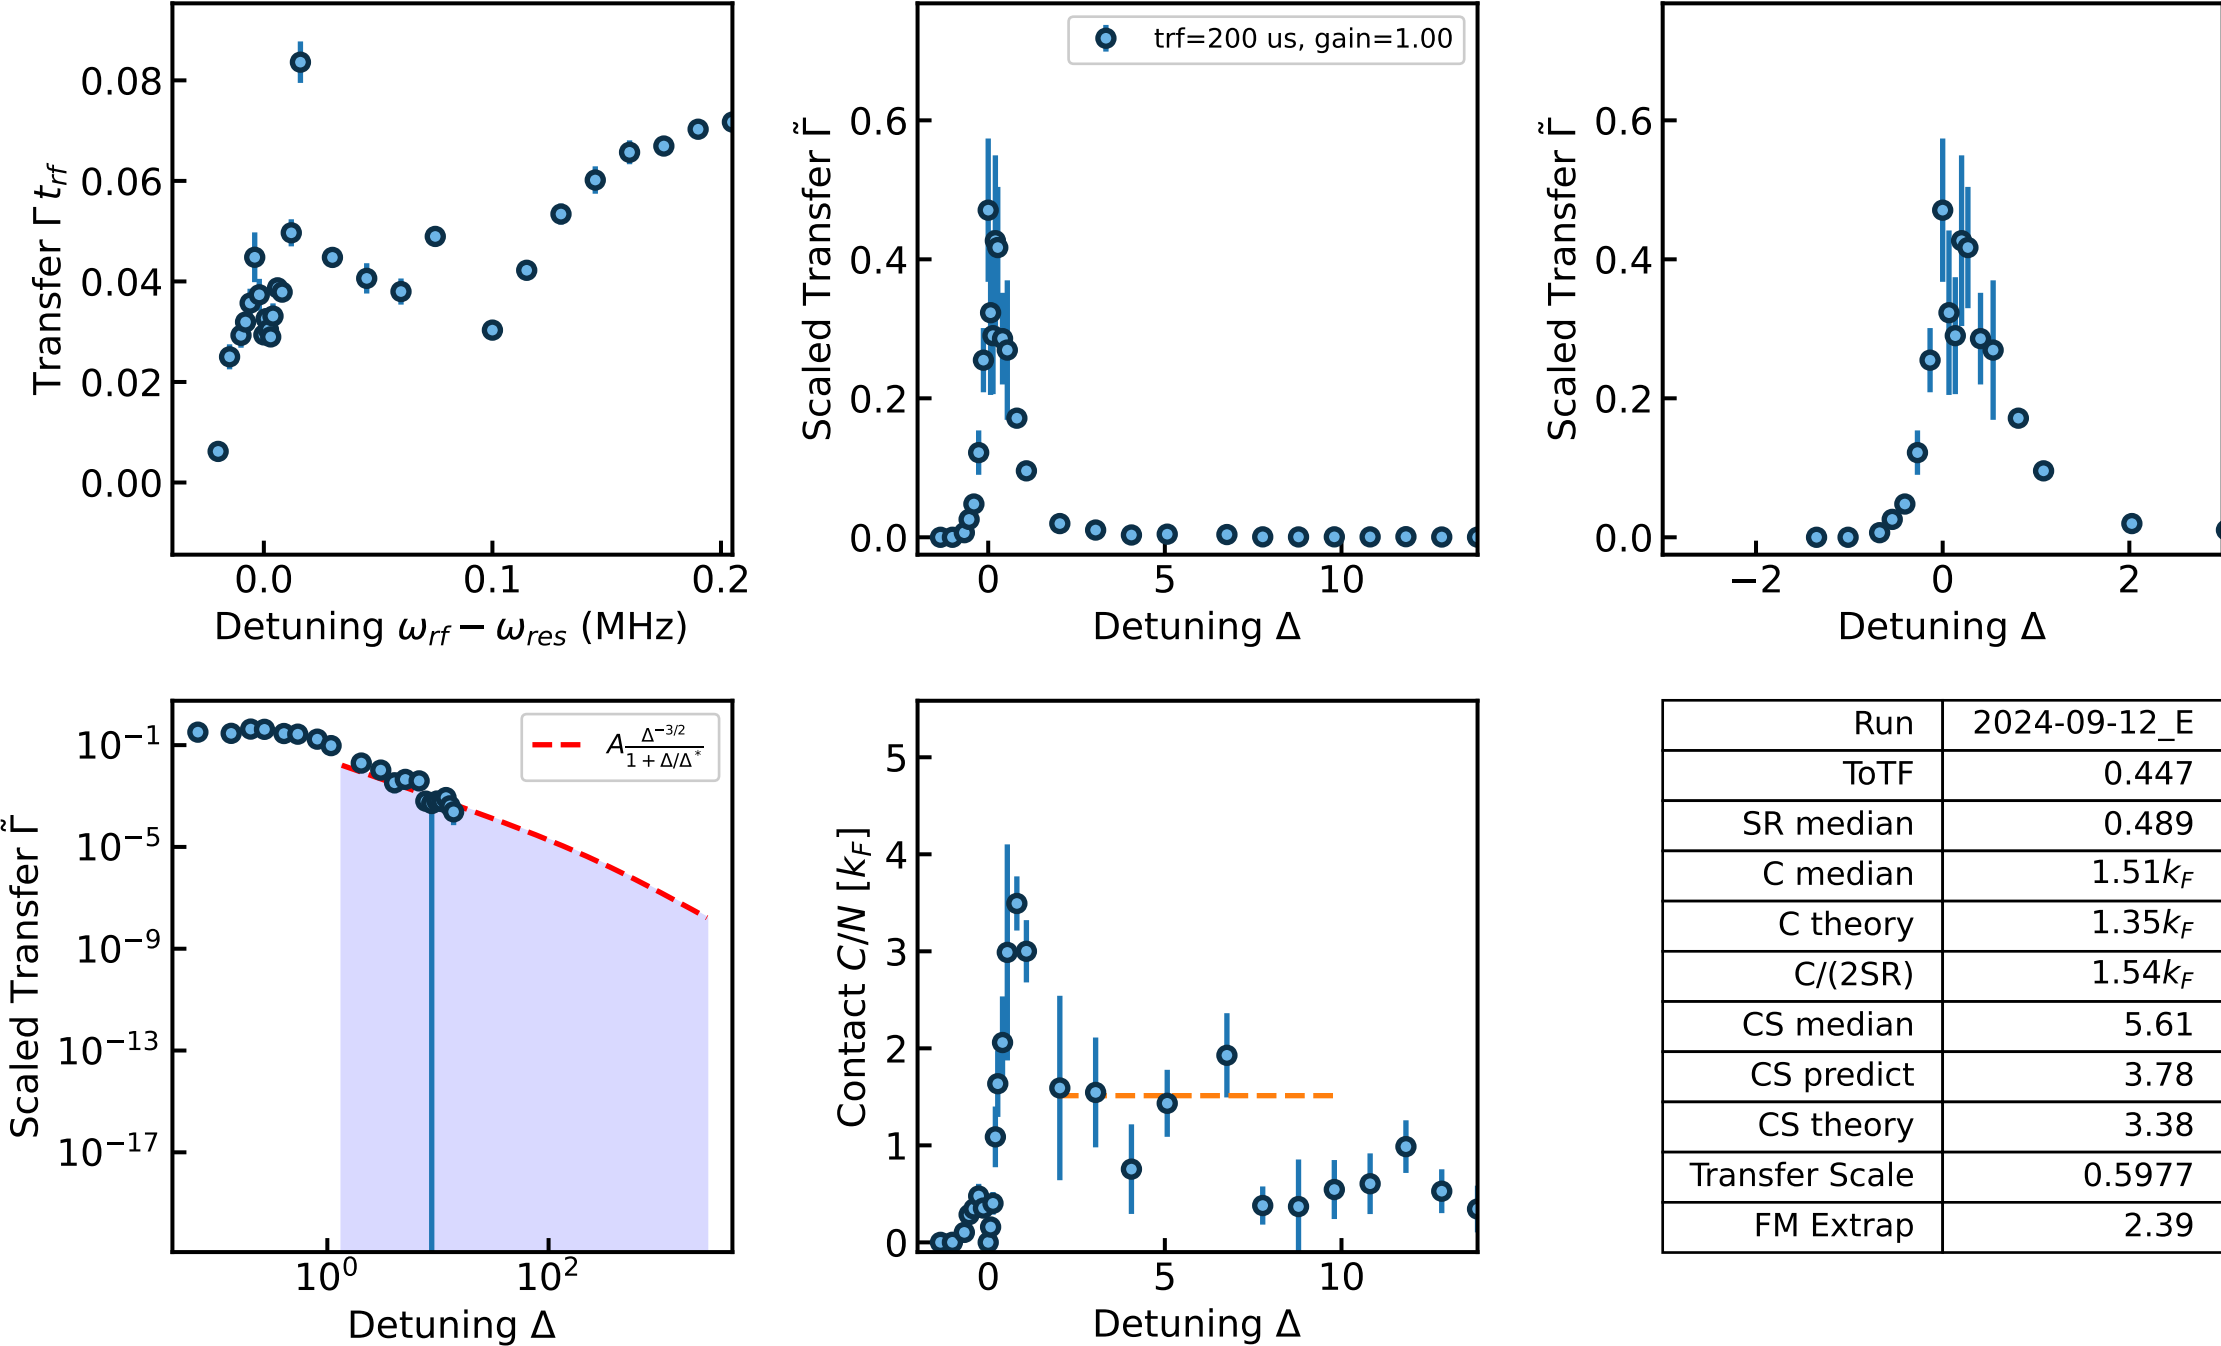 0.08
0.06
0.04
0.02
0.00
Transfer Γ t_rf
0.0 0.1 0.2
Detuning ω_rf − ω_res (MHz)
trf=200 us, gain=1.00
0.6
0.4
0.2
0.0
Scaled Transfer Γ̃
0 5 10
Detuning Δ
0.6
0.4
0.2
0.0
Scaled Transfer Γ̃
−2 0 2
Detuning Δ
A Δ^−3/2 / 1 + Δ/Δ*
10^−1
10^−5
10^−9
10^−13
10^−17
Scaled Transfer Γ̃
10^0 10^2
Detuning Δ
5
4
3
2
1
0
Contact C/N [k_F]
0 5 10
Detuning Δ
Run 2024-09-12_E
ToTF 0.447
SR median 0.489
C median 1.51k_F
C theory 1.35k_F
C/(2SR) 1.54k_F
CS median 5.61
CS predict 3.78
CS theory 3.38
Transfer Scale 0.5977
FM Extrap 2.39